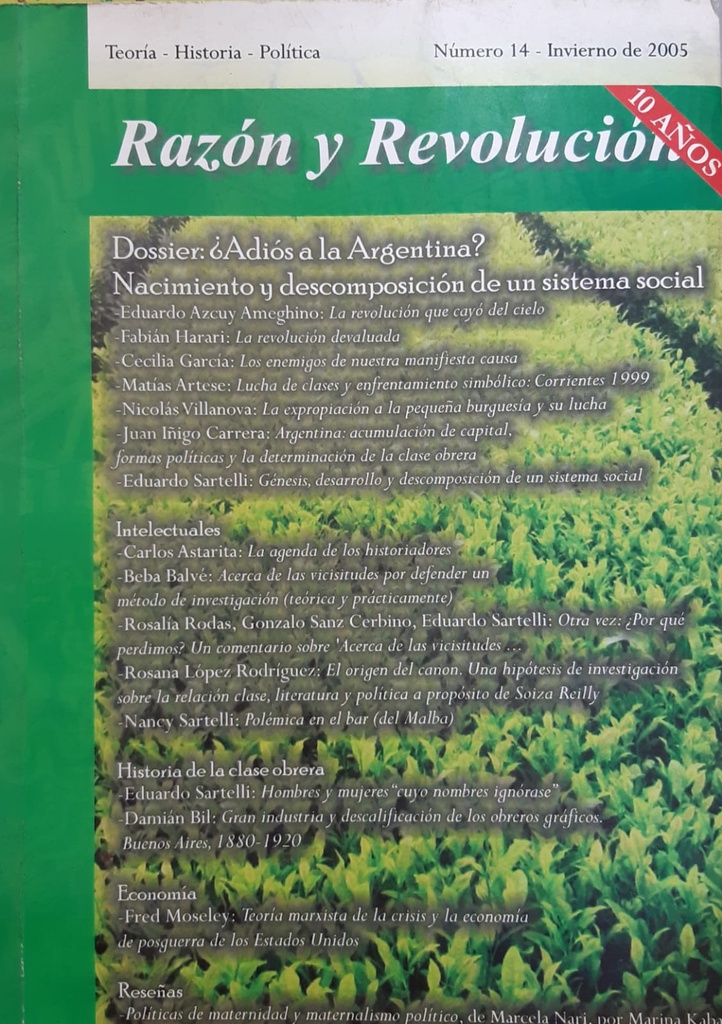 Teoría - Historia - Política
Número 14 - Invierno de 2005
10 AÑOS
Razón y Revolución
Dossier: ¿Adiós a la Argentina?
Nacimiento y descomposición de un sistema social
-Eduardo Azcuy Ameghino: La revolución que cayó del cielo
-Fabián Harari: La revolución devaluada
-Cecilia García: Los enemigos de nuestra manifiesta causa
-Matías Artese: Lucha de clases y enfrentamiento simbólico: Corrientes 1999
-Nicolás Villanova: La expropiación a la pequeña burguesía y su lucha
-Juan Iñigo Carrera: Argentina: acumulación de capital,
formas políticas y la determinación de la clase obrera
-Eduardo Sartelli: Génesis, desarrollo y descomposición de un sistema social
Intelectuales
-Carlos Astarita: La agenda de los historiadores
-Beba Balvé: Acerca de las vicisitudes por defender un
método de investigación (teórica y prácticamente)
-Rosalía Rodas, Gonzalo Sanz Cerbino, Eduardo Sartelli: Otra vez: ¿Por qué
perdimos? Un comentario sobre 'Acerca de las vicisitudes ...
-Rosana López Rodríguez: El origen del canon. Una hipótesis de investigación
sobre la relación clase, literatura y política a propósito de Soiza Reilly
-Nancy Sartelli: Polémica en el bar (del Malba)
Historia de la clase obrera
-Eduardo Sartelli: Hombres y mujeres "cuyo nombres ignórase"
-Damián Bil: Gran industria y descalificación de los obreros gráficos.
Buenos Aires, 1880-1920
Economía
-Fred Moseley: Teoría marxista de la crisis y la economía
de posguerra de los Estados Unidos
Reseñas
-Políticas de maternidad y maternalismo político, de Marcela Nari, por Marina Kaba